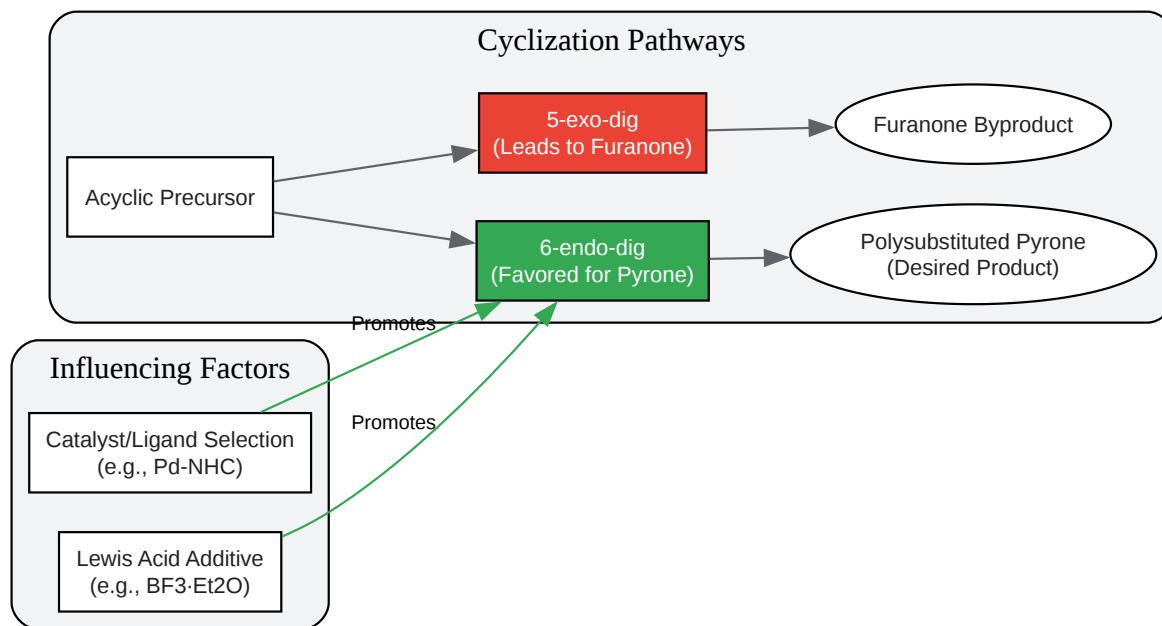 Cyclization Pathways
5-exo-dig
(Leads to Furanone)
Furanone Byproduct
Acyclic Precursor
6-endo-dig
(Favored for Pyrone)
Polysubstituted Pyrone
(Desired Product)
Promotes
Influencing Factors
Promotes
Catalyst/Ligand Selection
(e.g., Pd-NHC)
Lewis Acid Additive
(e.g., BF3·Et2O)